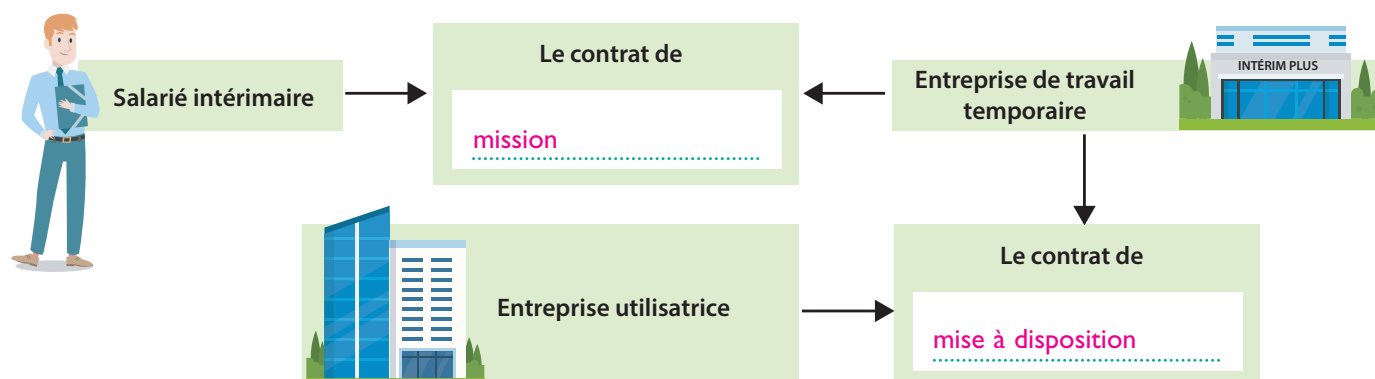 Salarié intérimaire
Le contrat de
mission
Entreprise de travail
temporaire
INTÉRIM PLUS
Entreprise utilisatrice
Le contrat de
mise à disposition